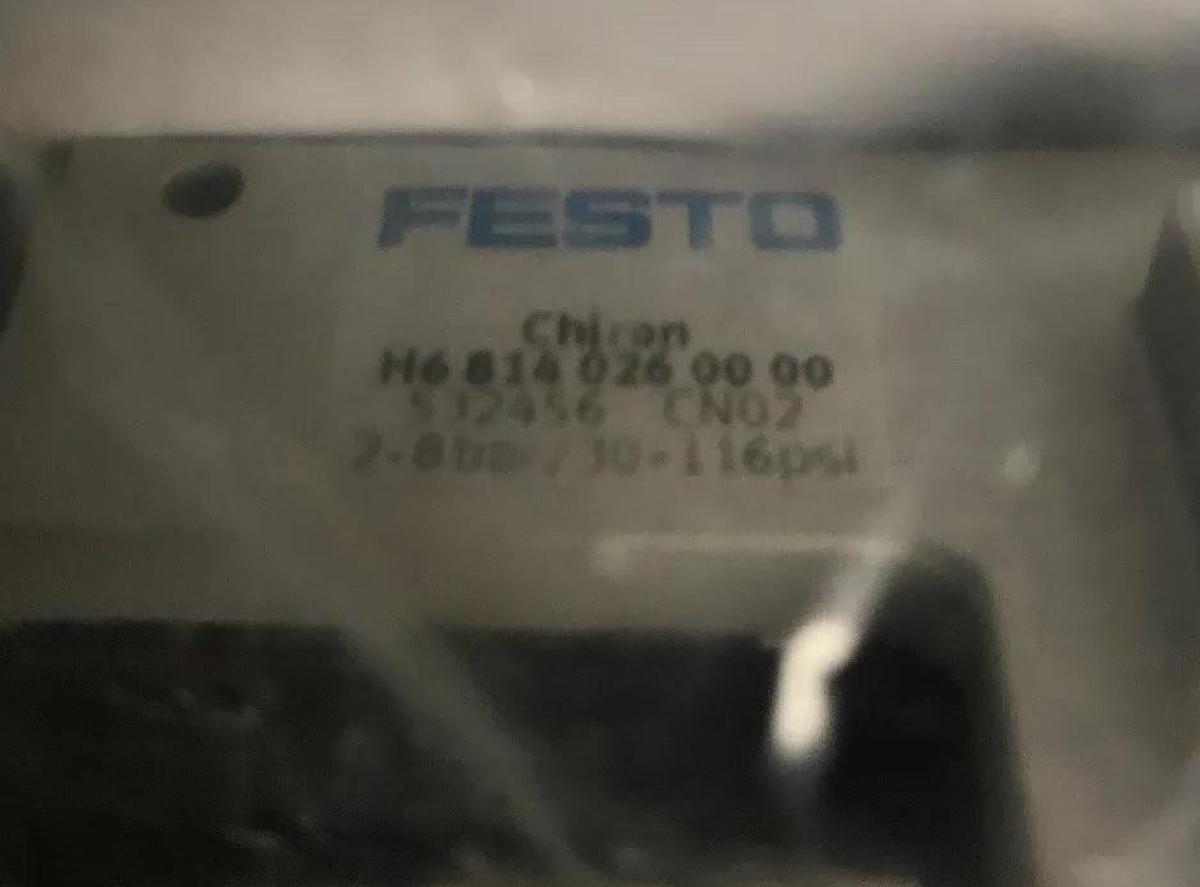 FESTO
Chiron
H6 814 026 00 00
532456 CN02
2-8bar/30-116psi